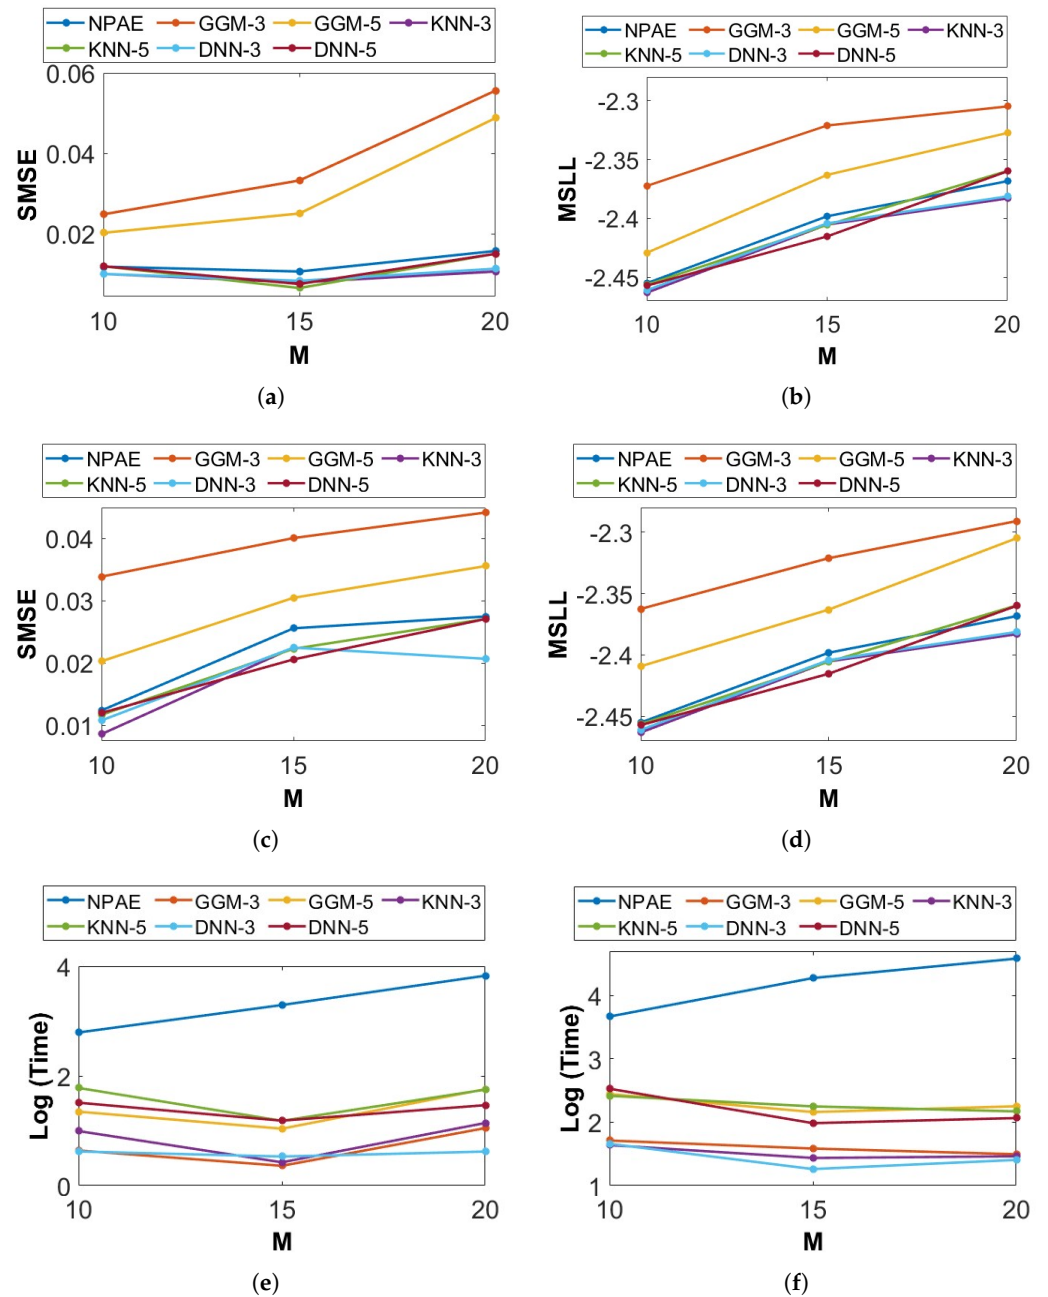 NPAE GGM-3 GGM-5 KNN-3
KNN-5 DNN-3 DNN-5
0.06
0.04
0.02
SMSE
10 15 20
M
(a)
NPAE GGM-3 GGM-5 KNN-3
KNN-5 DNN-3 DNN-5
-2.3
-2.35
-2.4
-2.45
MSLL
10 15 20
M
(b)
NPAE GGM-3 GGM-5 KNN-3
KNN-5 DNN-3 DNN-5
0.04
0.03
0.02
0.01
SMSE
10 15 20
M
(c)
NPAE GGM-3 GGM-5 KNN-3
KNN-5 DNN-3 DNN-5
-2.3
-2.35
-2.4
-2.45
MSLL
10 15 20
M
(d)
NPAE GGM-3 GGM-5 KNN-3
KNN-5 DNN-3 DNN-5
4
2
0
Log (Time)
10 15 20
M
(e)
NPAE GGM-3 GGM-5 KNN-3
KNN-5 DNN-3 DNN-5
4
3
2
1
Log (Time)
10 15 20
M
(f)